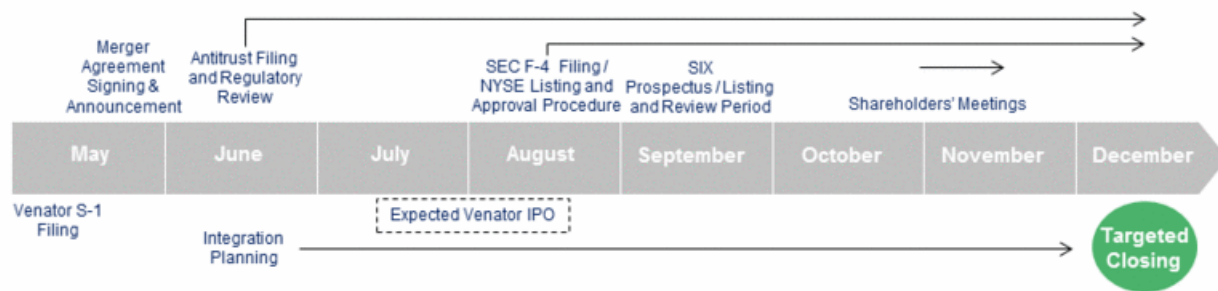 Merger
Agreement
Signing &
Announcement
Antitrust Filing
and Regulatory
Review
SEC F-4 Filing /
NYSE Listing and
Approval Procedure
SIX
Prospectus / Listing
and Review Period
Shareholders' Meetings
May
June
July
August
September
October
November
December
Venator S-1
Filing
Integration
Planning
Expected Venator IPO
Targeted
Closing